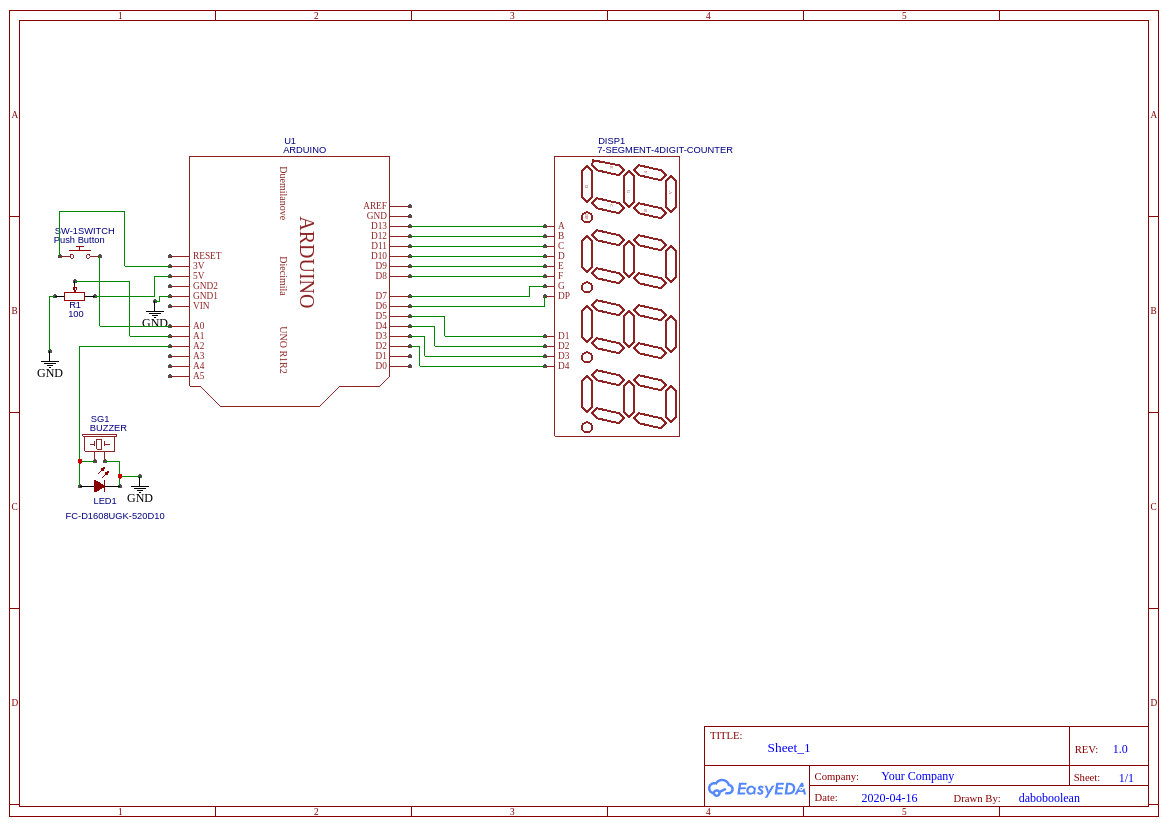 1 2 3 4 5
A A
B B
C C
D D
U1
ARDUINO
DISP1
7-SEGMENT-4DIGIT-COUNTER
Duemilanove
Diecimila
UNO R1R2
ARDUINO
SW-1SWITCH
Push Button
R1
100
GND
GND
RESET
3V
5V
GND2
GND1
VIN
A0
A1
A2
A3
A4
A5
AREF
GND
D13
D12
D11
D10
D9
D8
D7
D6
D5
D4
D3
D2
D1
D0
A
B
C
D
E
F
G
DP
D1
D2
D3
D4
SG1
BUZZER
LED1
GND
FC-D1608UGK-520D10
TITLE:
Sheet_1
REV: 1.0
EasyEDA
Company: Your Company
Sheet: 1/1
Date: 2020-04-16 Drawn By: daboboolean
1 2 3 4 5